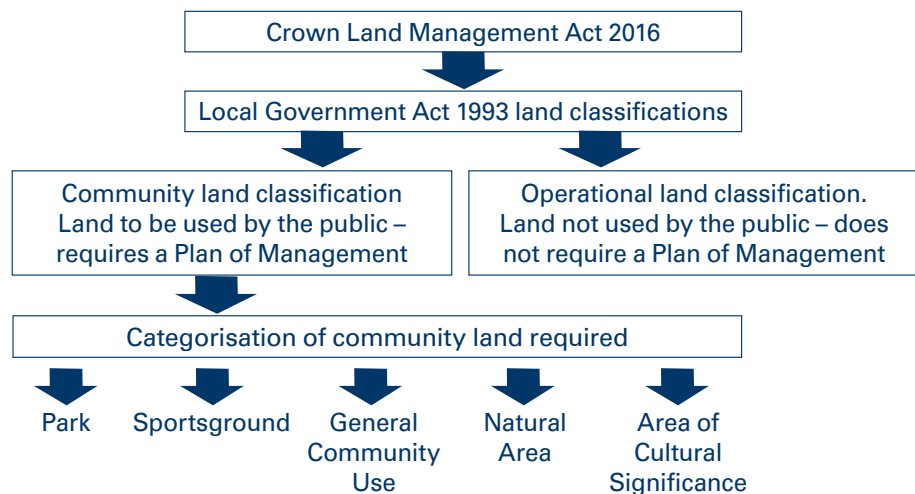 Crown Land Management Act 2016
Local Government Act 1993 land classifications
Community land classification
Land to be used by the public –
requires a Plan of Management
Operational land classification.
Land not used by the public – does
not require a Plan of Management
Categorisation of community land required
Park
Sportsground
General
Community
Use
Natural
Area
Area of
Cultural
Significance